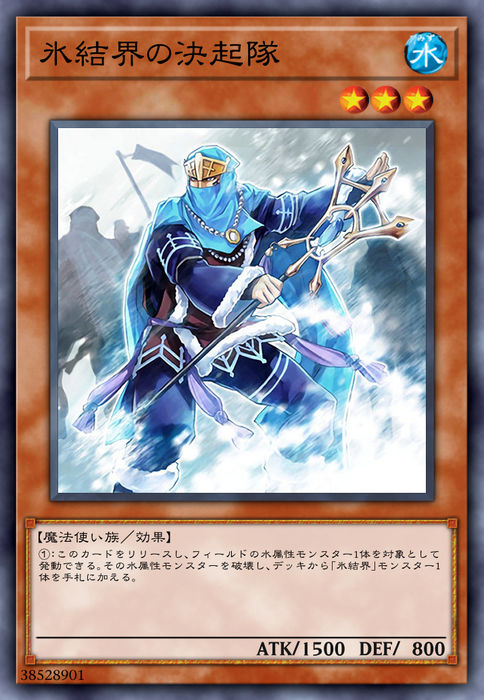 氷結界の決起隊
みず
水
【魔法使い族／効果】
①:このカードをリリースし、フィールドの水属性モンスター1体を対象として
発動できる。その水属性モンスターを破壊し、デッキから「氷結界」モンスター1
体を手札に加える。
ATK/1500 DEF/ 800
38528901